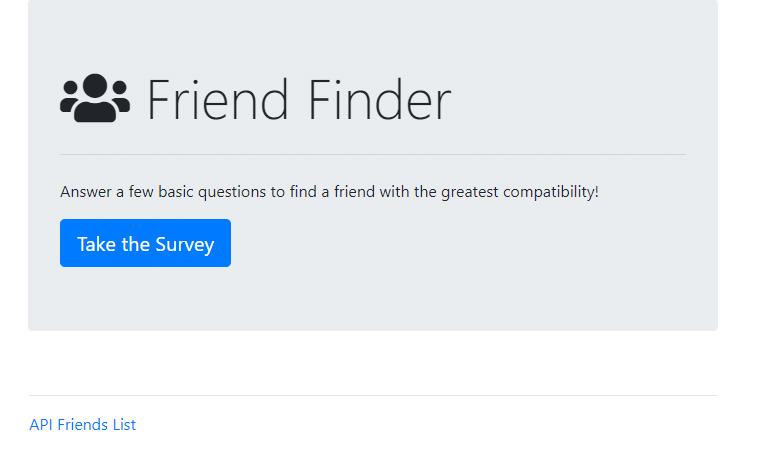 Friend Finder
Answer a few basic questions to find a friend with the greatest compatibility!
Take the Survey
API Friends List